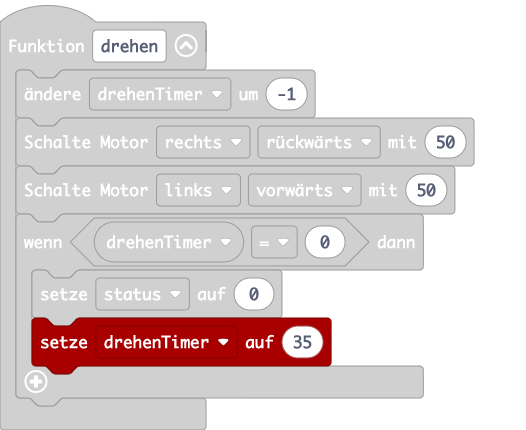 Funktion drehen
ändere drehenTimer um -1
Schalte Motor rechts rückwärts mit 50
Schalte Motor links vorwärts mit 50
wenn drehenTimer = 0 dann
setze status auf 0
setze drehenTimer auf 35